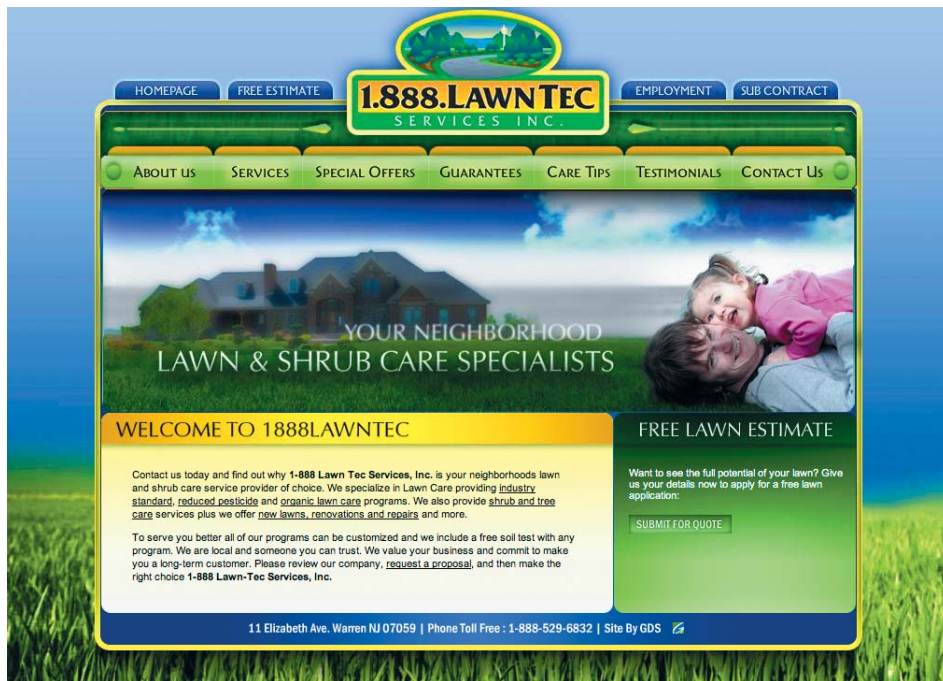 HOMEPAGE
FREE ESTIMATE
1.888.LAWNTEC
SERVICES INC.
EMPLOYMENT
SUB CONTRACT
ABOUT US
SERVICES
SPECIAL OFFERS
GUARANTEES
CARE TIPS
TESTIMONIALS
CONTACT US
YOUR NEIGHBORHOOD
LAWN & SHRUB CARE SPECIALISTS
WELCOME TO 1888LAWNTEC
Contact us today and find out why 1-888 Lawn Tec Services, Inc. is your neighborhoods lawn
and shrub care service provider of choice. We specialize in Lawn Care providing industry
standard, reduced pesticide and organic lawn care programs. We also provide shrub and tree
care services plus we offer new lawns, renovations and repairs and more.
To serve you better all of our programs can be customized and we include a free soil test with any
program. We are local and someone you can trust. We value your business and commit to make
you a long-term customer. Please review our company, request a proposal, and then make the
right choice 1-888 Lawn-Tec Services, Inc.
FREE LAWN ESTIMATE
Want to see the full potential of your lawn? Give
us your details now to apply for a free lawn
application:
SUBMIT FOR QUOTE
11 Elizabeth Ave. Warren NJ 07059 | Phone Toll Free : 1-888-529-6832 | Site By GDS